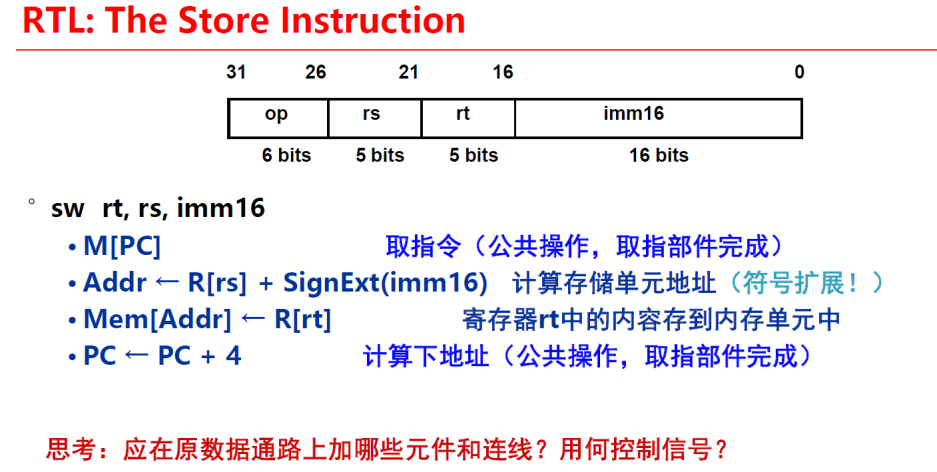 RTL: The Store Instruction
31 26 21 16 0
op rs rt imm16
6 bits 5 bits 5 bits 16 bits
° sw rt, rs, imm16
• M[PC] 取指令（公共操作，取指部件完成）
• Addr ← R[rs] + SignExt(imm16) 计算存储单元地址（符号扩展！）
• Mem[Addr] ← R[rt] 寄存器rt中的内容存到内存单元中
• PC ← PC + 4 计算下地址（公共操作，取指部件完成）
思考：应在原数据通路上加哪些元件和连线？用何控制信号？